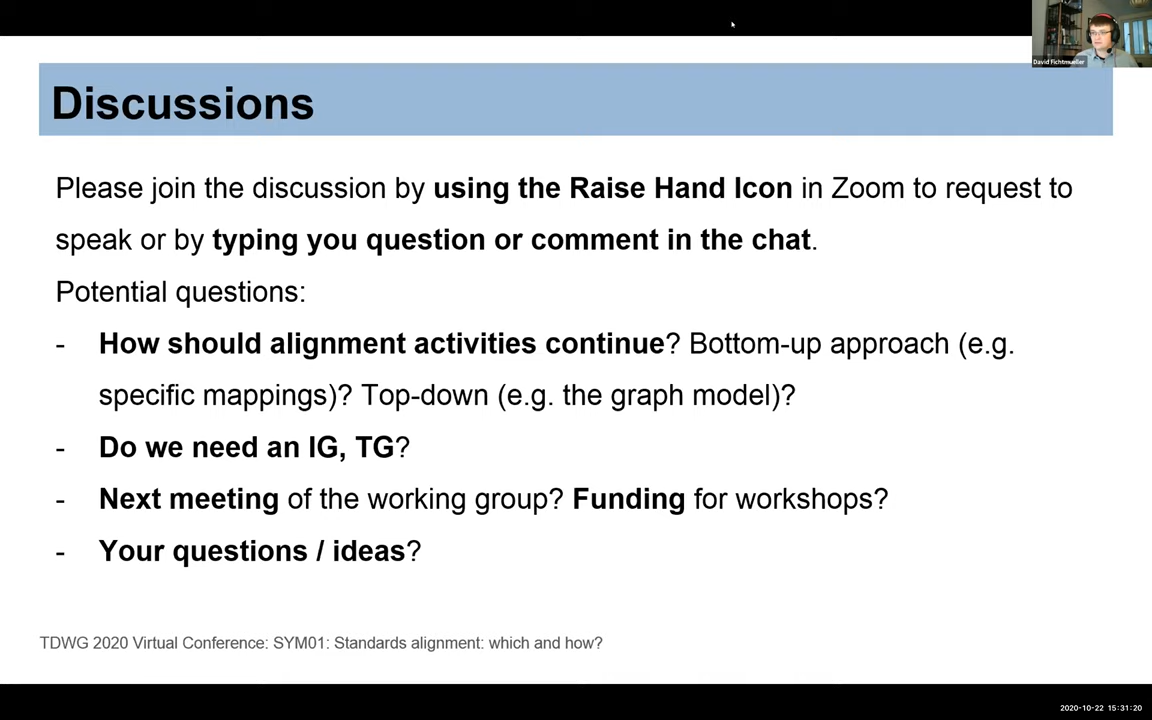 David Fichtmueller
Discussions
Please join the discussion by using the Raise Hand Icon in Zoom to request to
speak or by typing you question or comment in the chat.
Potential questions:
- How should alignment activities continue? Bottom-up approach (e.g.
specific mappings)? Top-down (e.g. the graph model)?
- Do we need an IG, TG?
- Next meeting of the working group? Funding for workshops?
- Your questions / ideas?
TDWG 2020 Virtual Conference: SYM01: Standards alignment: which and how?
2020-10-22 15:31:20